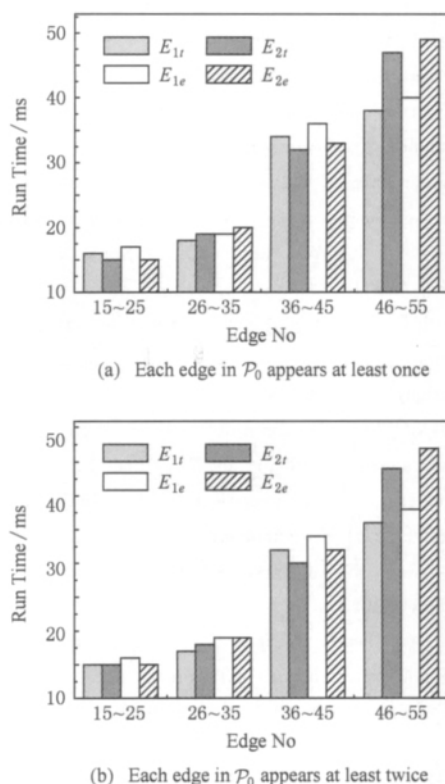 50
40
30
20
10
Run Time / ms
E1t E2t
E1e E2e
15~25 26~35 36~45 46~55
Edge No
(a) Each edge in 𝒫0 appears at least once
50
40
30
20
10
Run Time / ms
E1t E2t
E1e E2e
15~25 26~35 36~45 46~55
Edge No
(b) Each edge in 𝒫0 appears at least twice